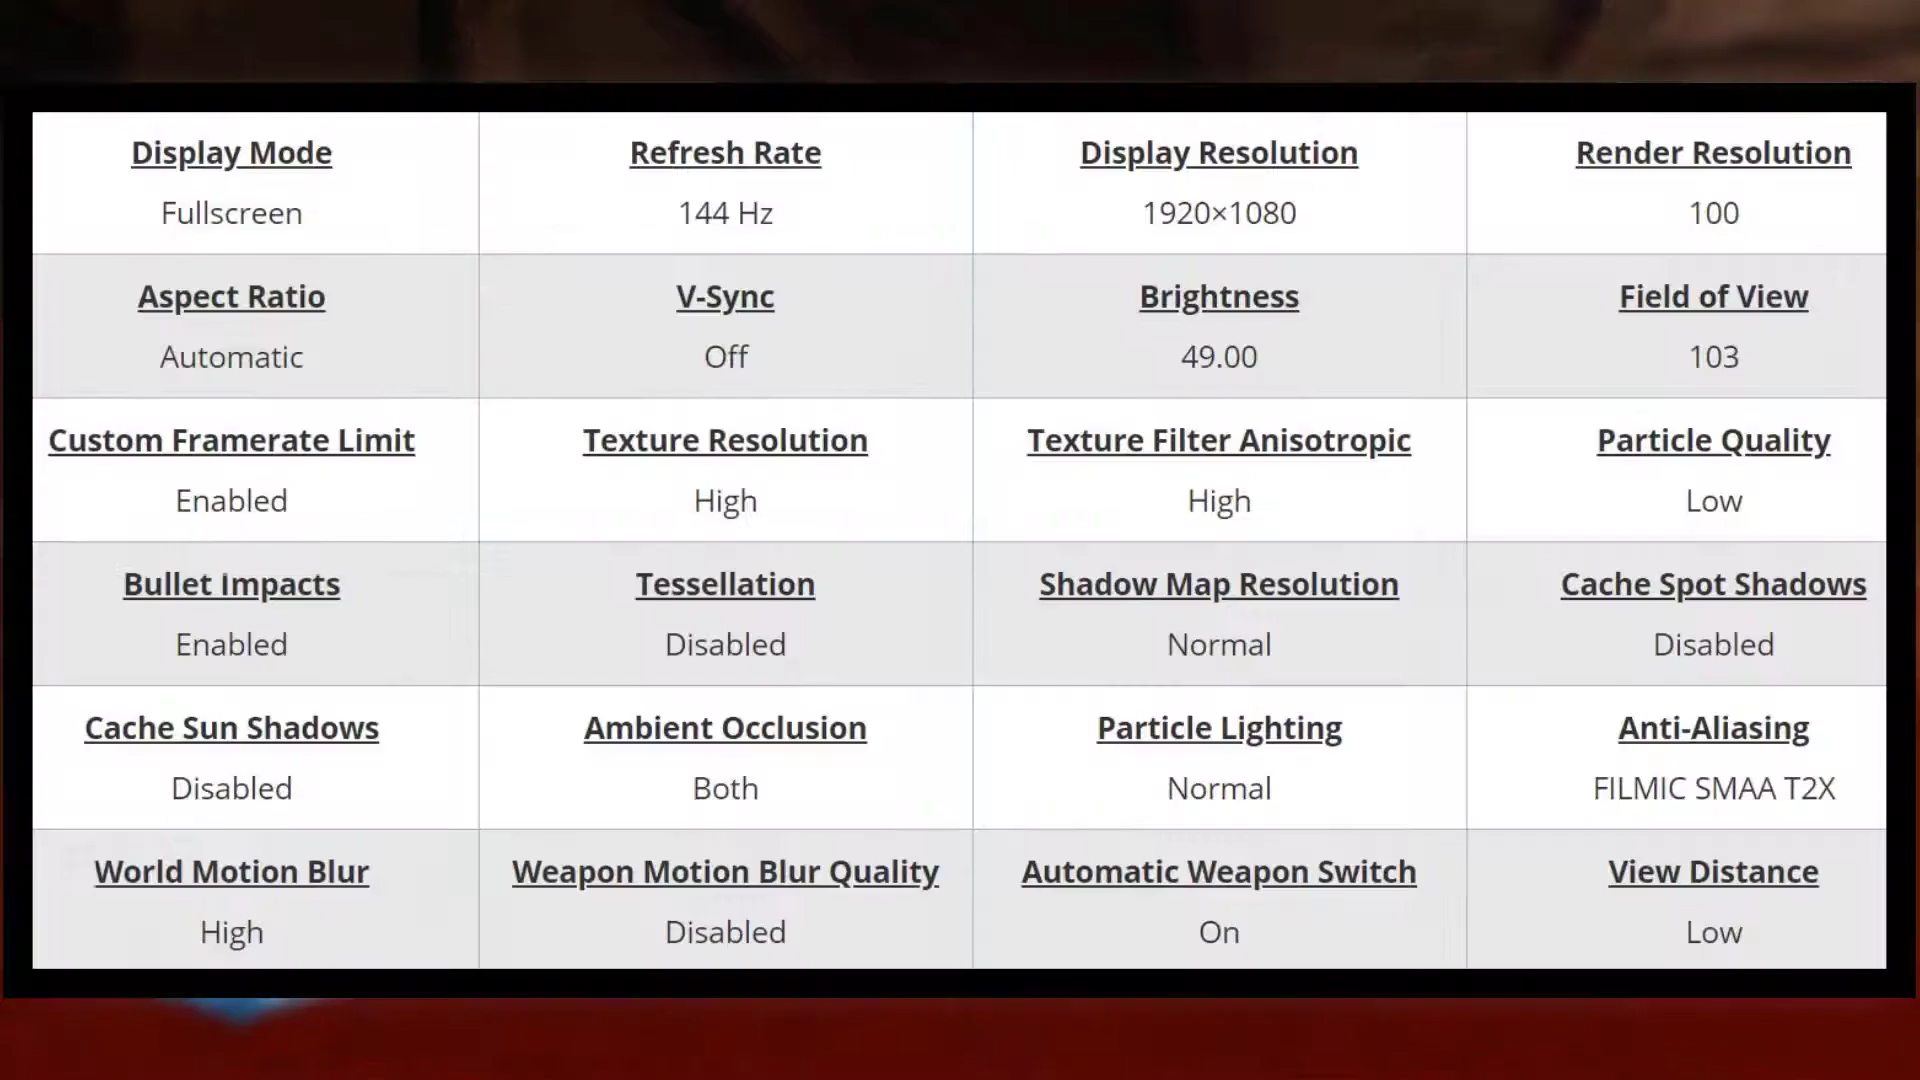 Display Mode Refresh Rate Display Resolution Render Resolution
Fullscreen 144 Hz 1920×1080 100
Aspect Ratio V-Sync Brightness Field of View
Automatic Off 49.00 103
Custom Framerate Limit Texture Resolution Texture Filter Anisotropic Particle Quality
Enabled High High Low
Bullet Impacts Tessellation Shadow Map Resolution Cache Spot Shadows
Enabled Disabled Normal Disabled
Cache Sun Shadows Ambient Occlusion Particle Lighting Anti-Aliasing
Disabled Both Normal FILMIC SMAA T2X
World Motion Blur Weapon Motion Blur Quality Automatic Weapon Switch View Distance
High Disabled On Low